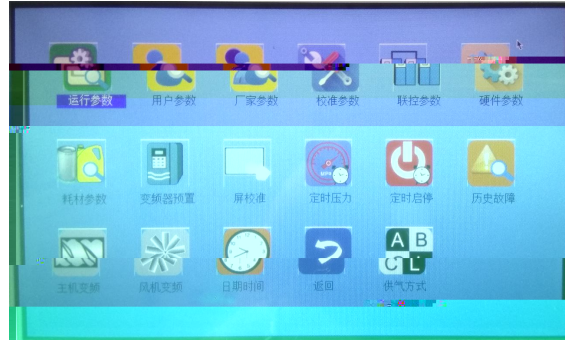 运行参数 用户参数 厂家参数 校准参数 联控参数 硬件参数
耗材参数 变频器预置 屏校准 定时压力 定时启停 历史故障
A B
C L
主机变频 风机变频 日期时间 返回 供气方式